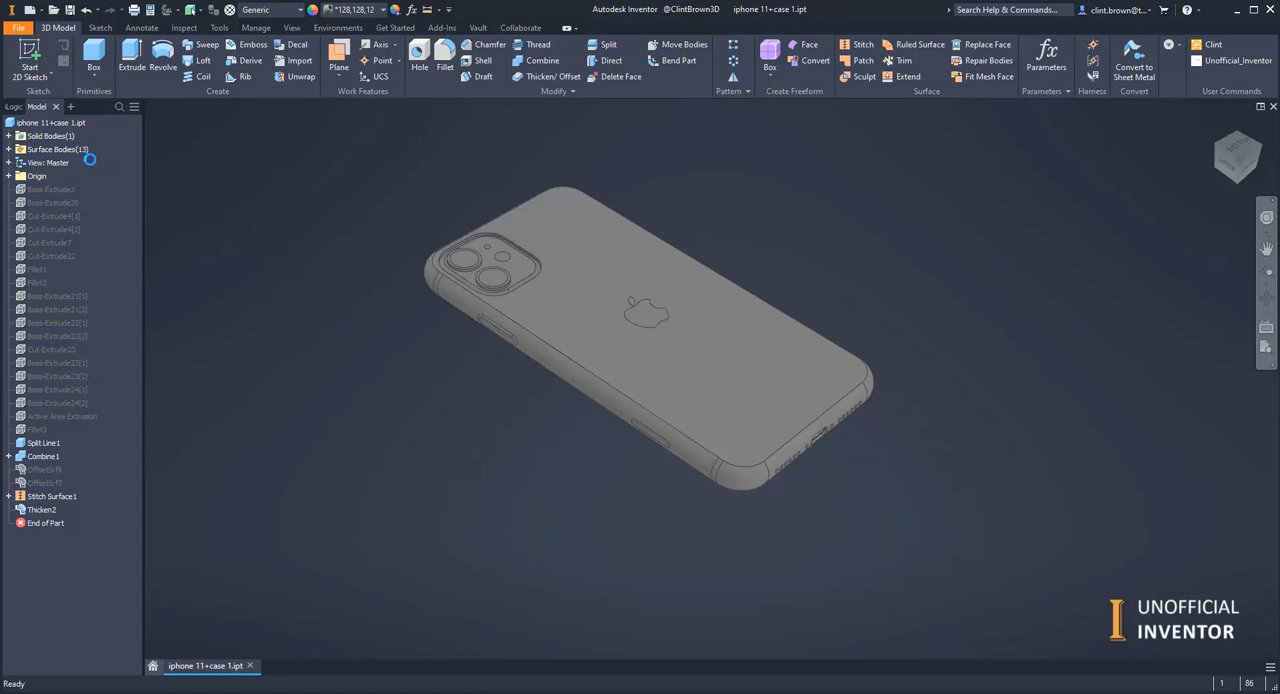 Generic
*128,128,12
Autodesk Inventor @ClintBrown3D iphone 11+case 1.ipt
Search Help & Commands...
clint.brown@t...
File 3D Model Sketch Annotate Inspect Tools Manage View Environments Get Started Add-Ins Vault Collaborate
Start
2D Sketch
Sketch
Box
Primitives
Extrude Revolve
Sweep Emboss Decal
Loft Derive Import
Coil Rib Unwrap
Create
Plane
Axis
Point
UCS
Work Features
Hole Fillet
Chamfer Thread Split Move Bodies
Shell Combine Direct Bend Part
Draft Thicken/ Offset Delete Face
Modify
Pattern
Box
Face
Convert
Create Freeform
Stitch Ruled Surface Replace Face
Patch Trim Repair Bodies
Sculpt Extend Fit Mesh Face
Surface
fx
Parameters
Parameters
Harness
Convert to
Sheet Metal
Convert
Clint
Unofficial_Inventor
User Commands
iLogic Model
iphone 11+case 1.ipt
Solid Bodies(1)
Surface Bodies(13)
View: Master
Origin
Boss-Extrude3
Boss-Extrude20
Cut-Extrude4[1]
Cut-Extrude4[2]
Cut-Extrude7
Cut-Extrude22
Fillet1
Fillet2
Boss-Extrude21[1]
Boss-Extrude21[2]
Boss-Extrude22[1]
Boss-Extrude22[2]
Cut-Extrude23
Boss-Extrude23[1]
Boss-Extrude23[2]
Boss-Extrude24[1]
Boss-Extrude24[2]
Active Area Extrusion
Fillet3
Split Line1
Combine1
OffsetSrf6
OffsetSrf7
Stitch Surface1
Thicken2
End of Part
UNOFFICIAL
INVENTOR
iphone 11+case 1.ipt
Ready
1 86